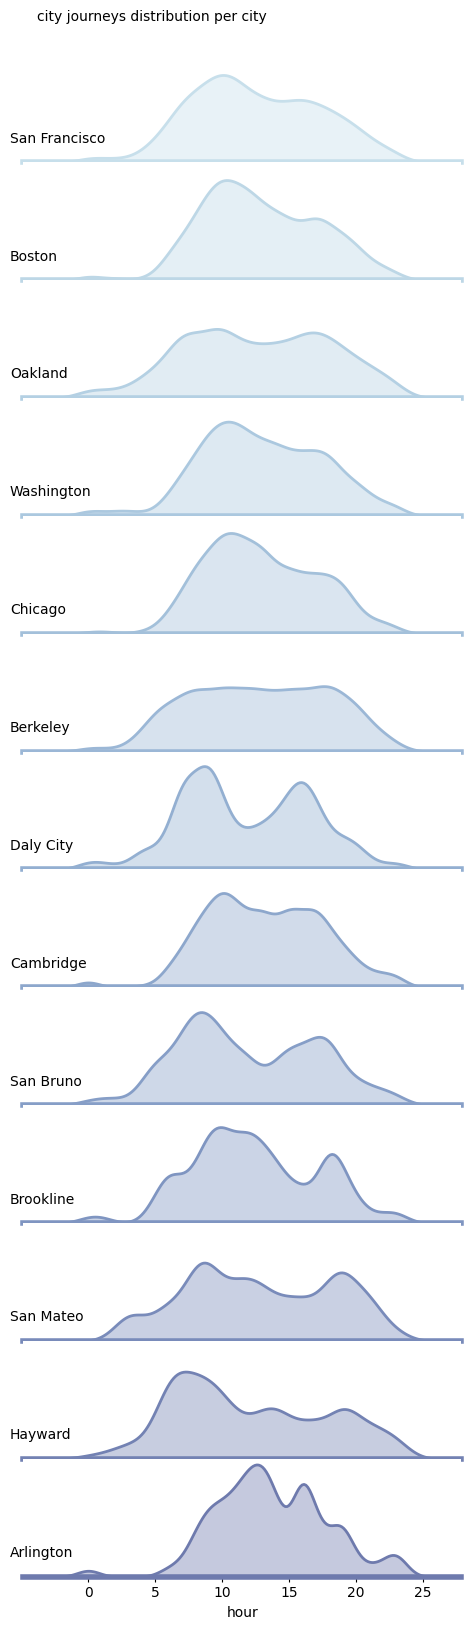 city journeys distribution per city
San Francisco
Boston
Oakland
Washington
Chicago
Berkeley
Daly City
Cambridge
San Bruno
Brookline
San Mateo
Hayward
Arlington
0 5 10 15 20 25
hour